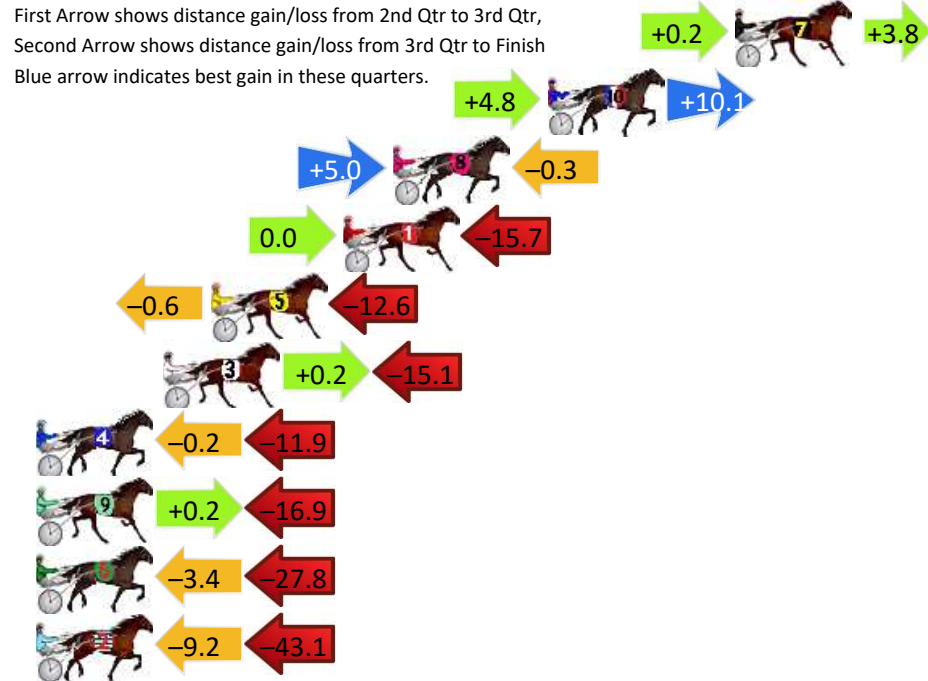 First Arrow shows distance gain/loss from 2nd Qtr to 3rd Qtr,
Second Arrow shows distance gain/loss from 3rd Qtr to Finish
Blue arrow indicates best gain in these quarters.
+0.2 7 +3.8
+4.8 10 +10.1
+5.0 8 –0.3
0.0 1 –15.7
–0.6 5 –12.6
3 +0.2 –15.1
4 –0.2 –11.9
9 +0.2 –16.9
6 –3.4 –27.8
2 –9.2 –43.1